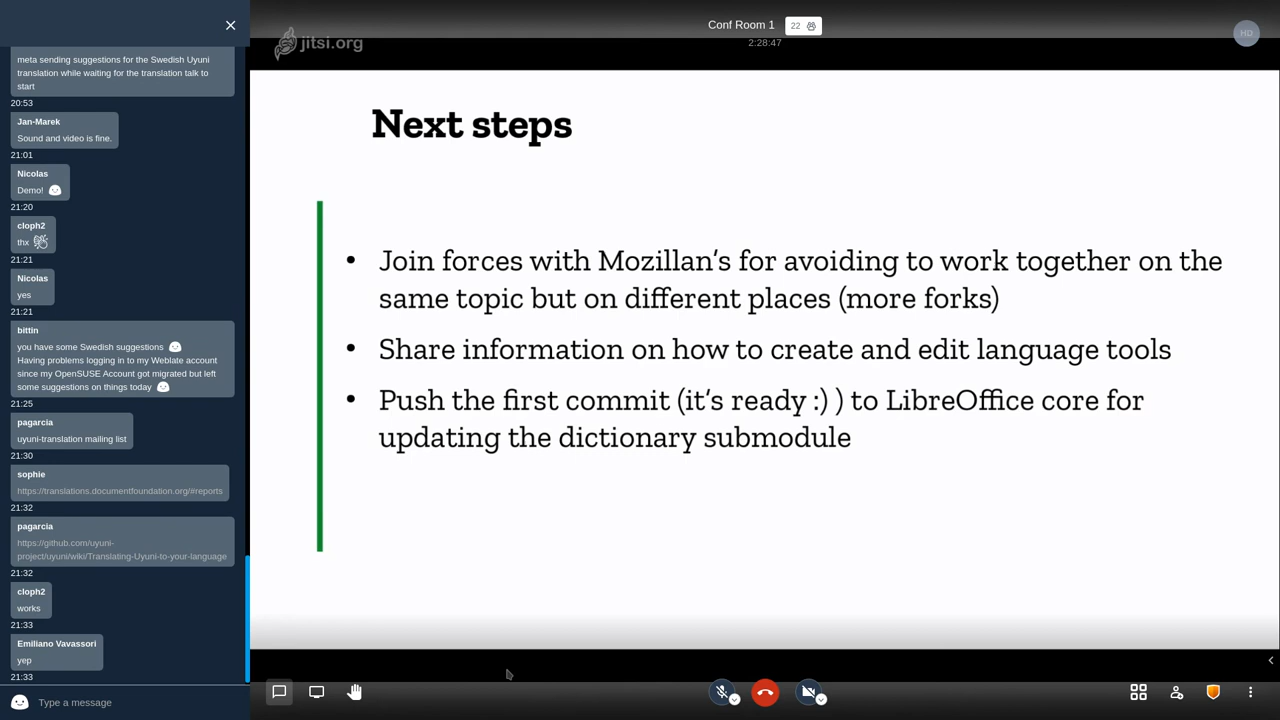 meta sending suggestions for the Swedish Uyuni
translation while waiting for the translation talk to
start
20:53
Jan-Marek
Sound and video is fine.
21:01
Nicolas
Demo!
21:20
cloph2
thx
21:21
Nicolas
yes
21:21
bittin
you have some Swedish suggestions
Having problems logging in to my Weblate account
since my OpenSUSE Account got migrated but left
some suggestions on things today
21:25
pagarcia
uyuni-translation mailing list
21:30
sophie
https://translations.documentfoundation.org/#reports
21:32
pagarcia
https://github.com/uyuni-
project/uyuni/wiki/Translating-Uyuni-to-your-language
21:32
cloph2
works
21:33
Emiliano Vavassori
yep
21:33
Type a message
jitsi.org
Conf Room 1
22
2:28:47
HD
Next steps
• Join forces with Mozillan's for avoiding to work together on the
same topic but on different places (more forks)
• Share information on how to create and edit language tools
• Push the first commit (it's ready :) ) to LibreOffice core for
updating the dictionary submodule